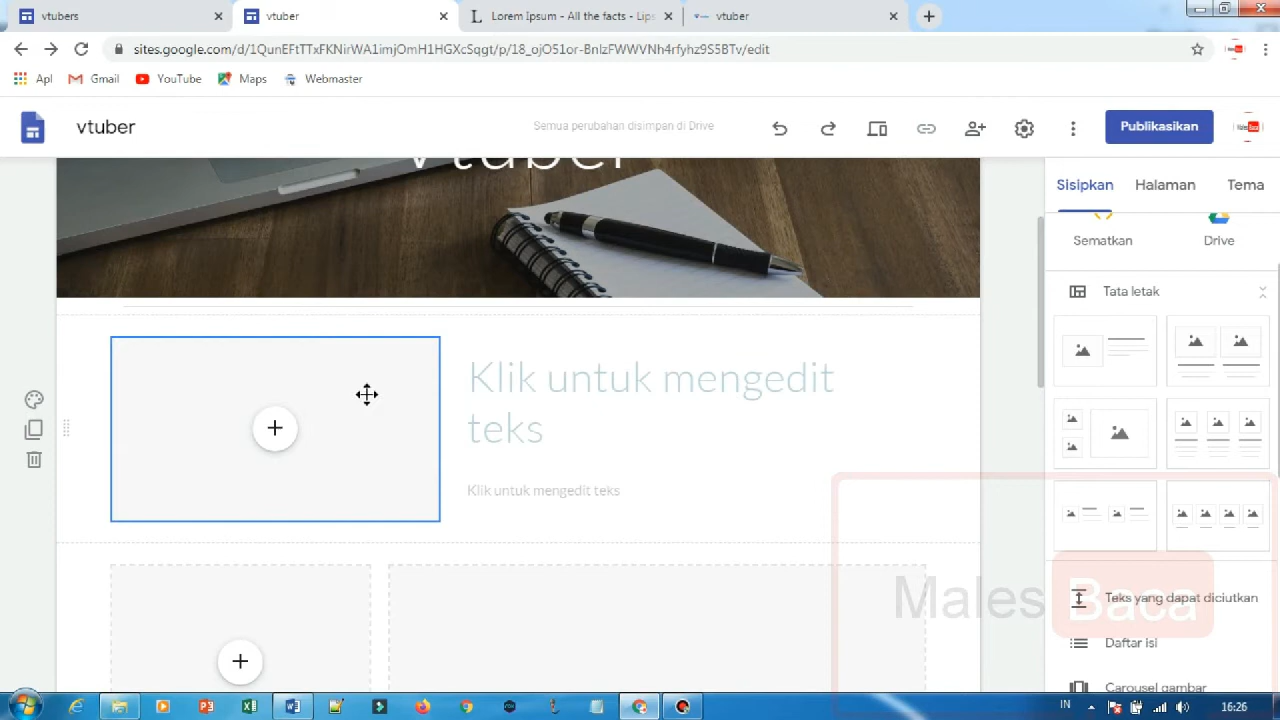 vtubers
vtuber
Lorem Ipsum - All the facts - Lips
vtuber
sites.google.com/d/1QunEFtTTxFKNirWA1imjOmH1HGXcSqgt/p/18_ojO51or-BnlzFWWVNh4rfyhz9S5BTv/edit
Apl
Gmail
YouTube
Maps
Webmaster
vtuber
Semua perubahan disimpan di Drive
Publikasikan
vtuber
Sisipkan
Halaman
Tema
Sematkan
Drive
Tata letak
Klik untuk mengedit
teks
Klik untuk mengedit teks
Males Baca
Teks yang dapat diciutkan
Daftar isi
Carousel gambar
IN
16:26